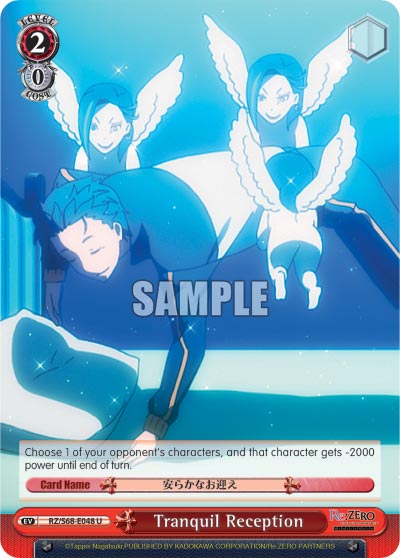 LEVEL
2
0
COST
SAMPLE
Choose 1 of your opponent's characters, and that character gets -2000
power until end of turn.
Card Name 安らかなお迎え
EV RZ/S68-E048 U Tranquil Reception Re:ZERO
©Tappei Nagatsuki,PUBLISHED BY KADOKAWA CORPORATION/Re:ZERO PARTNERS